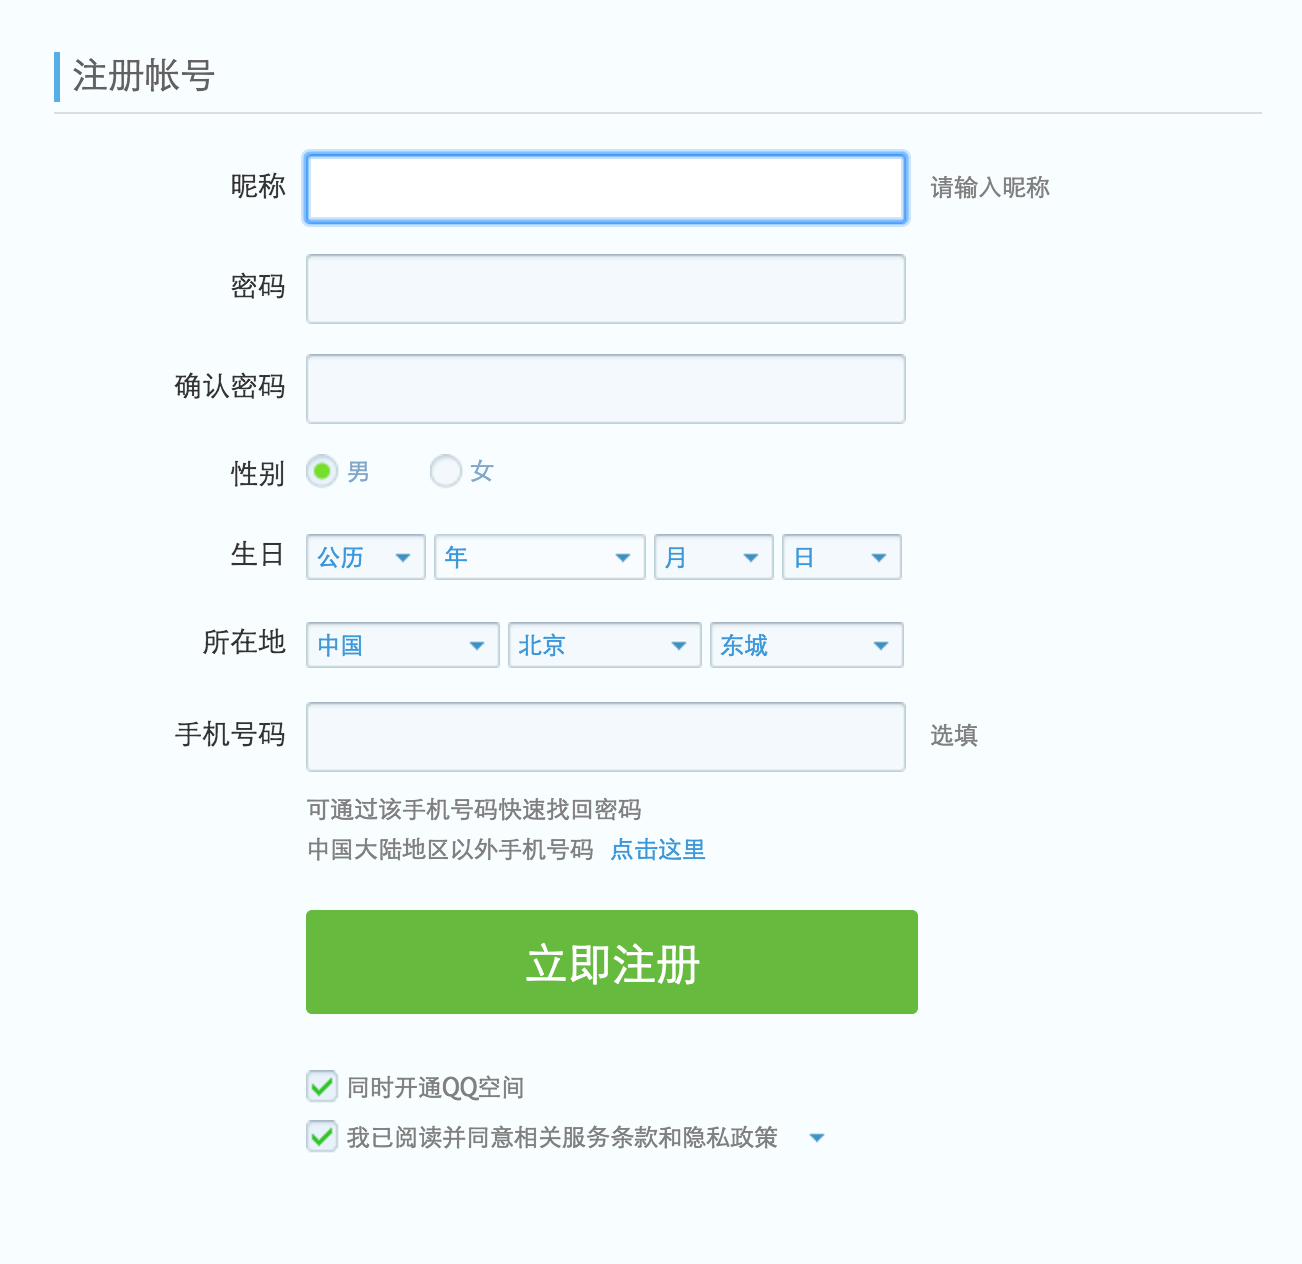 注册帐号
昵称 请输入昵称
密码
确认密码
性别 男 女
生日 公历 年 月 日
所在地 中国 北京 东城
手机号码 选填
可通过该手机号码快速找回密码
中国大陆地区以外手机号码 点击这里
立即注册
同时开通QQ空间
我已阅读并同意相关服务条款和隐私政策